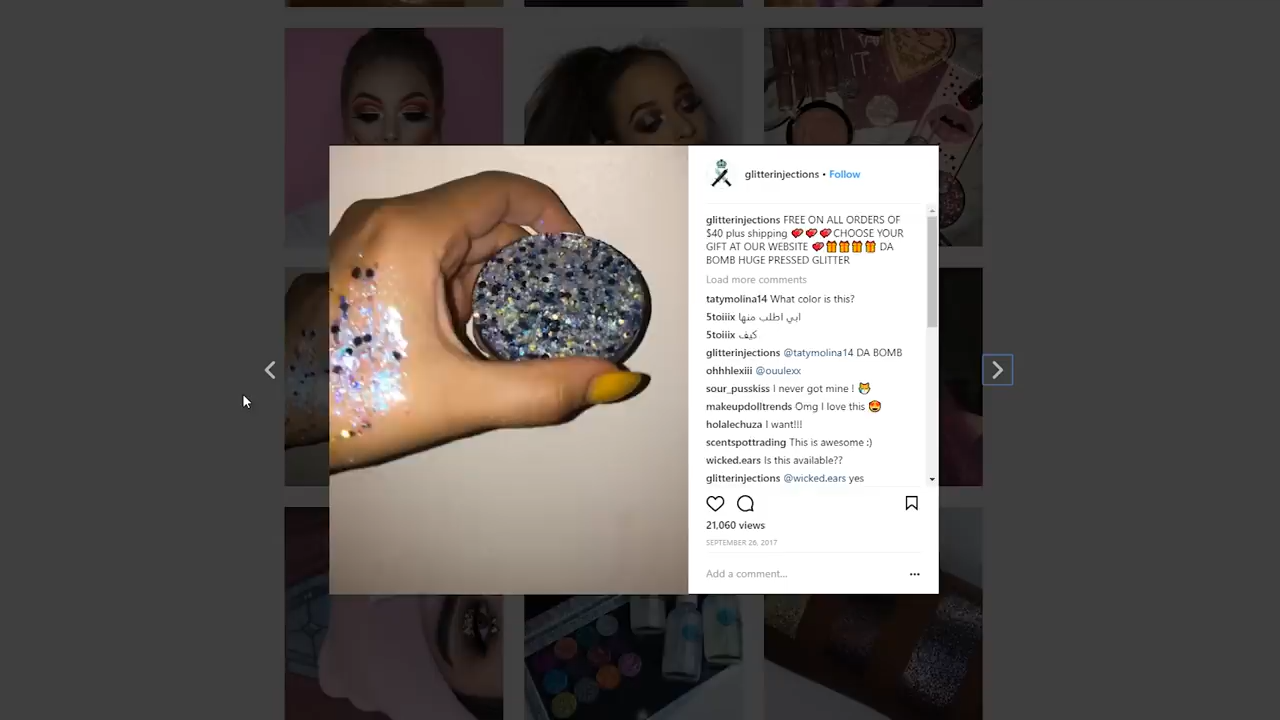 glitterinjections • Follow
glitterinjections FREE ON ALL ORDERS OF
$40 plus shipping 💝💝💝CHOOSE YOUR
GIFT AT OUR WEBSITE 💝🎁🎁🎁🎁 DA
BOMB HUGE PRESSED GLITTER
Load more comments
tatymolina14 What color is this?
5toiiix ابي اطلب منها
5toiiix كيف
glitterinjections @tatymolina14 DA BOMB
ohhhlexiii @ouulexx
sour_pusskiss I never got mine ! 😹
makeupdolltrends Omg I love this 😍
holalechuza I want!!!
scentspottrading This is awesome :)
wicked.ears Is this available??
glitterinjections @wicked.ears yes
21,060 views
SEPTEMBER 26, 2017
Add a comment...